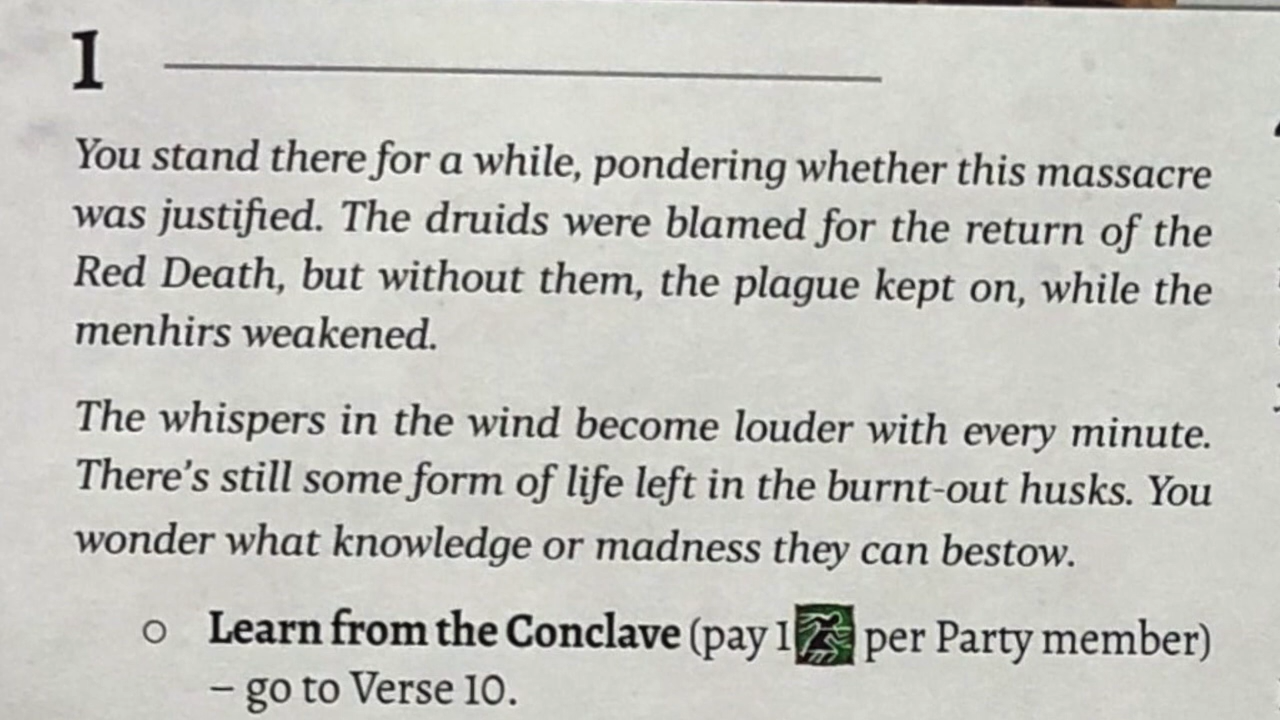 1
You stand there for a while, pondering whether this massacre
was justified. The druids were blamed for the return of the
Red Death, but without them, the plague kept on, while the
menhirs weakened.
The whispers in the wind become louder with every minute.
There's still some form of life left in the burnt-out husks. You
wonder what knowledge or madness they can bestow.
○ Learn from the Conclave (pay 1 per Party member)
– go to Verse 10.